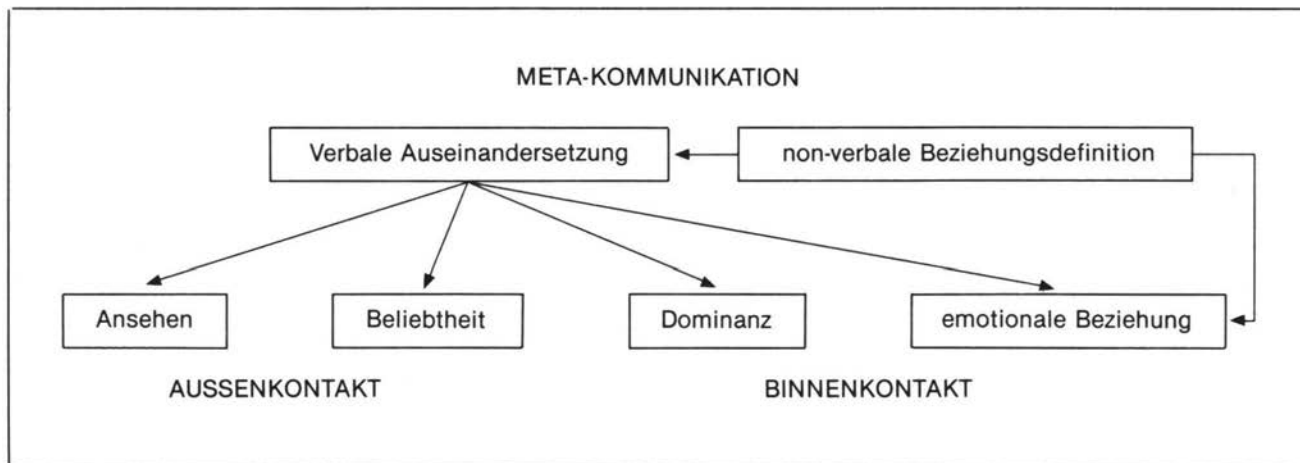 META-KOMMUNIKATION
Verbale Auseinandersetzung
non-verbale Beziehungsdefinition
Ansehen
Beliebtheit
Dominanz
emotionale Beziehung
AUSSENKONTAKT
BINNENKONTAKT